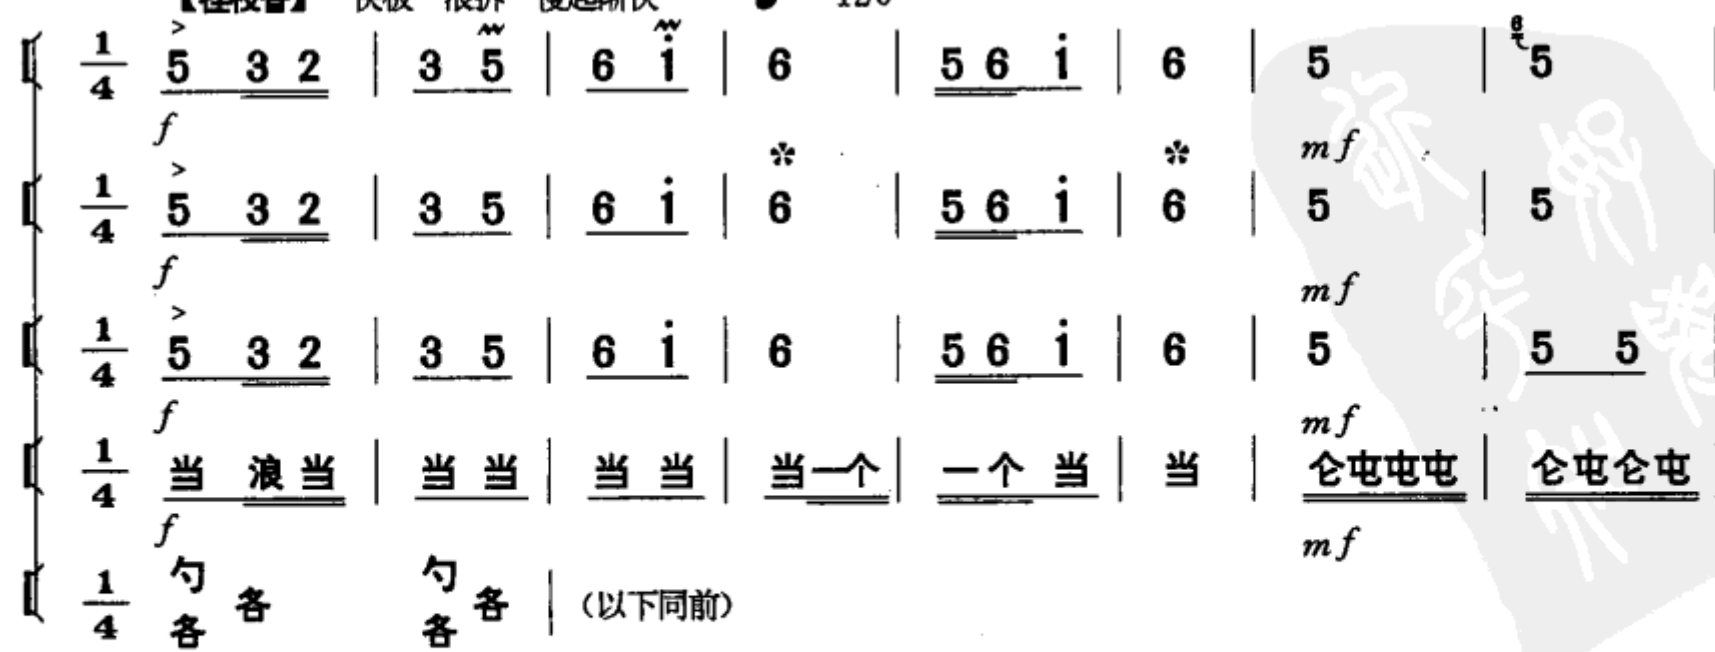 1/4 5 3 2 | 3 5 | 6 i | 6 | 5 6 i | 6 | 5 | 5
f mf
1/4 5 3 2 | 3 5 | 6 i | 6 | 5 6 i | 6 | 5 | 5
f mf
1/4 5 3 2 | 3 5 | 6 i | 6 | 5 6 i | 6 | 5 | 5 5
f mf
1/4 当 浪当 | 当 当 | 当 当 | 当一个 | 一个 当 | 当 | 仑屯屯屯 | 仑屯仑屯
f mf
1/4 勺各 各 勺各 各 | (以下同前)